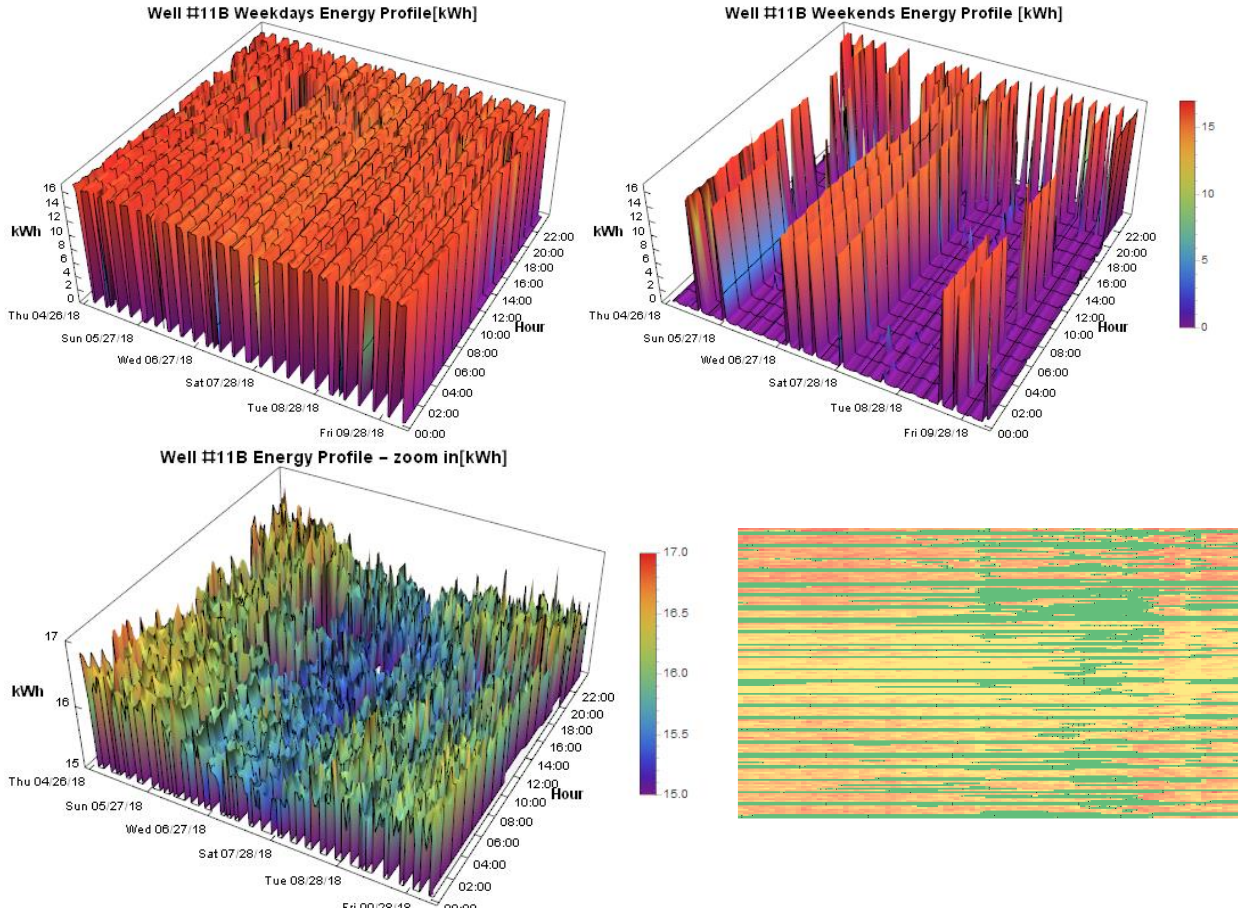 Well #11B Weekdays Energy Profile[kWh]
16
14
12
10
8
6
4
2
0
kWh
Thu 04/26/18
Sun 05/27/18
Wed 06/27/18
Sat 07/28/18
Tue 08/28/18
Fri 09/28/18
00:00
02:00
04:00
06:00
08:00
10:00
12:00
14:00
16:00
18:00
20:00
22:00
Hour
Well #11B Weekends Energy Profile [kWh]
16
14
12
10
8
6
4
2
0
kWh
Thu 04/26/18
Sun 05/27/18
Wed 06/27/18
Sat 07/28/18
Tue 08/28/18
Fri 09/28/18
00:00
02:00
04:00
06:00
08:00
10:00
12:00
14:00
16:00
18:00
20:00
22:00
Hour
15
10
5
0
Well #11B Energy Profile – zoom in[kWh]
17
16
15
kWh
Thu 04/26/18
Sun 05/27/18
Wed 06/27/18
Sat 07/28/18
Tue 08/28/18
Fri 09/28/18
00:00
02:00
04:00
06:00
08:00
10:00
12:00
14:00
16:00
18:00
20:00
22:00
Hour
17.0
16.5
16.0
15.5
15.0